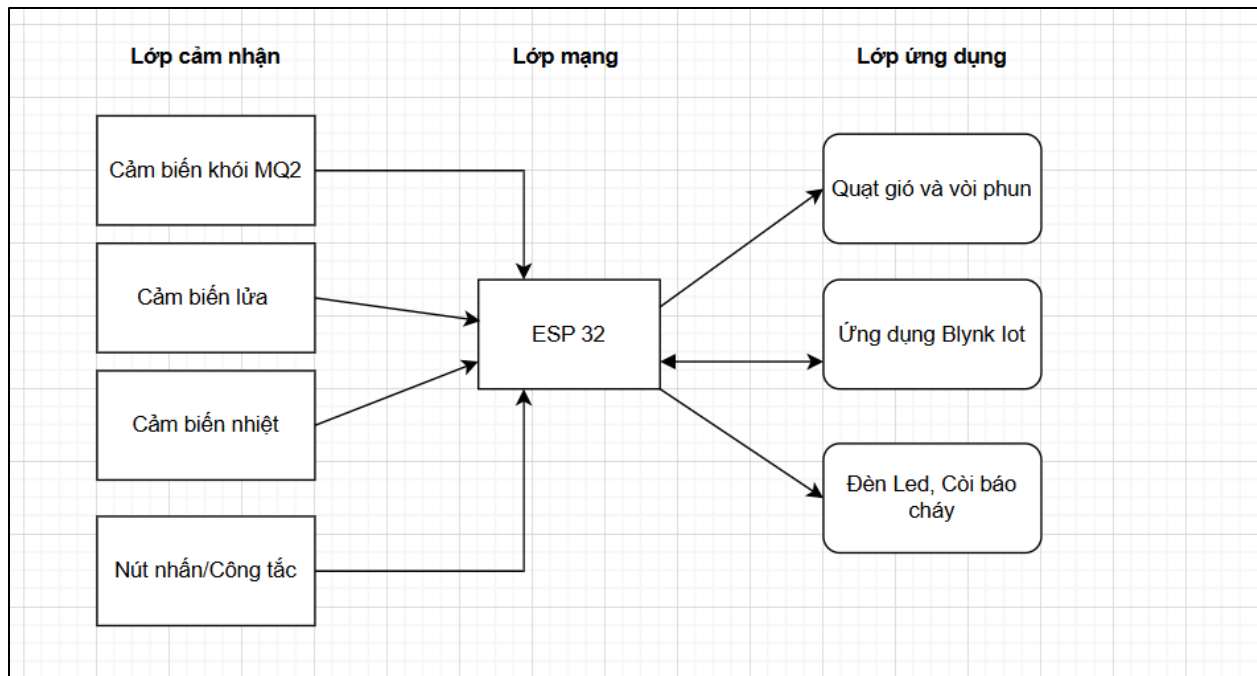 Lớp cảm nhận
Lớp mạng
Lớp ứng dụng
Cảm biến khói MQ2
Cảm biến lửa
Cảm biến nhiệt
Nút nhấn/Công tắc
ESP 32
Quạt gió và vòi phun
Ứng dụng Blynk Iot
Đèn Led, Còi báo
cháy